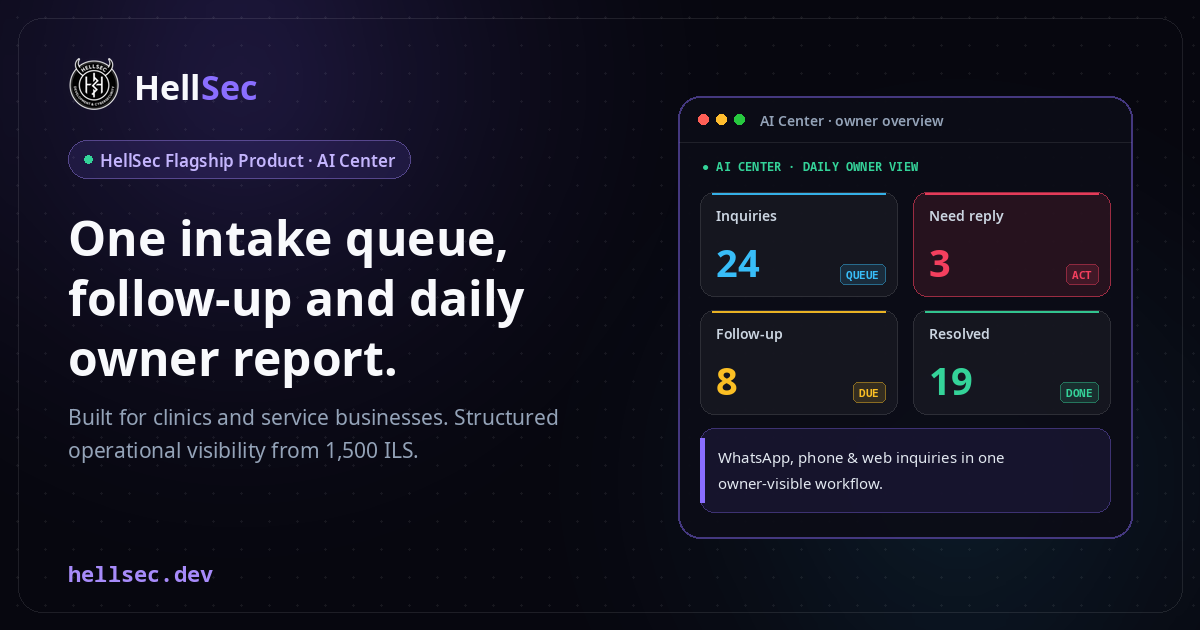 HELLSEC
HellSec
HellSec Flagship Product · AI Center
One intake queue,
follow-up and daily
owner report.
Built for clinics and service businesses. Structured
operational visibility from 1,500 ILS.
hellsec.dev
AI Center · owner overview
• AI CENTER · DAILY OWNER VIEW
Inquiries
24
QUEUE
Need reply
3
ACT
Follow-up
8
DUE
Resolved
19
DONE
WhatsApp, phone & web inquiries in one
owner-visible workflow.